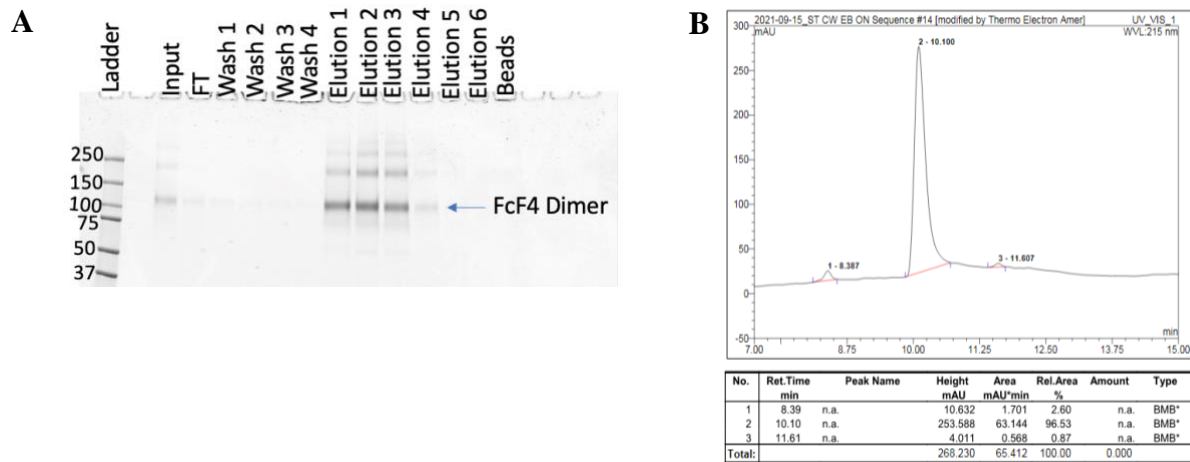 A
Ladder
Input
FT
Wash 1
Wash 2
Wash 3
Wash 4
Elution 1
Elution 2
Elution 3
Elution 4
Elution 5
Elution 6
Beads
250
150
100
75
50
37
FcF4 Dimer
B
2021-09-15_ST CW EB ON Sequence #14 [modified by Thermo Electron Amer] UV_VIS_1
mAU WVL:215 nm
300
250
200
150
100
50
0
-50
2 - 10.100
1 - 8.387
3 - 11.607
min
7.00 8.75 10.00 11.25 12.50 13.75 15.00
No. Ret.Time Peak Name Height Area Rel.Area Amount Type
min mAU mAU*min %
1 8.39 n.a. 10.632 1.701 2.60 n.a. BMB*
2 10.10 n.a. 253.588 63.144 96.53 n.a. BMB*
3 11.61 n.a. 4.011 0.568 0.87 n.a. BMB*
Total: 268.230 65.412 100.00 0.000